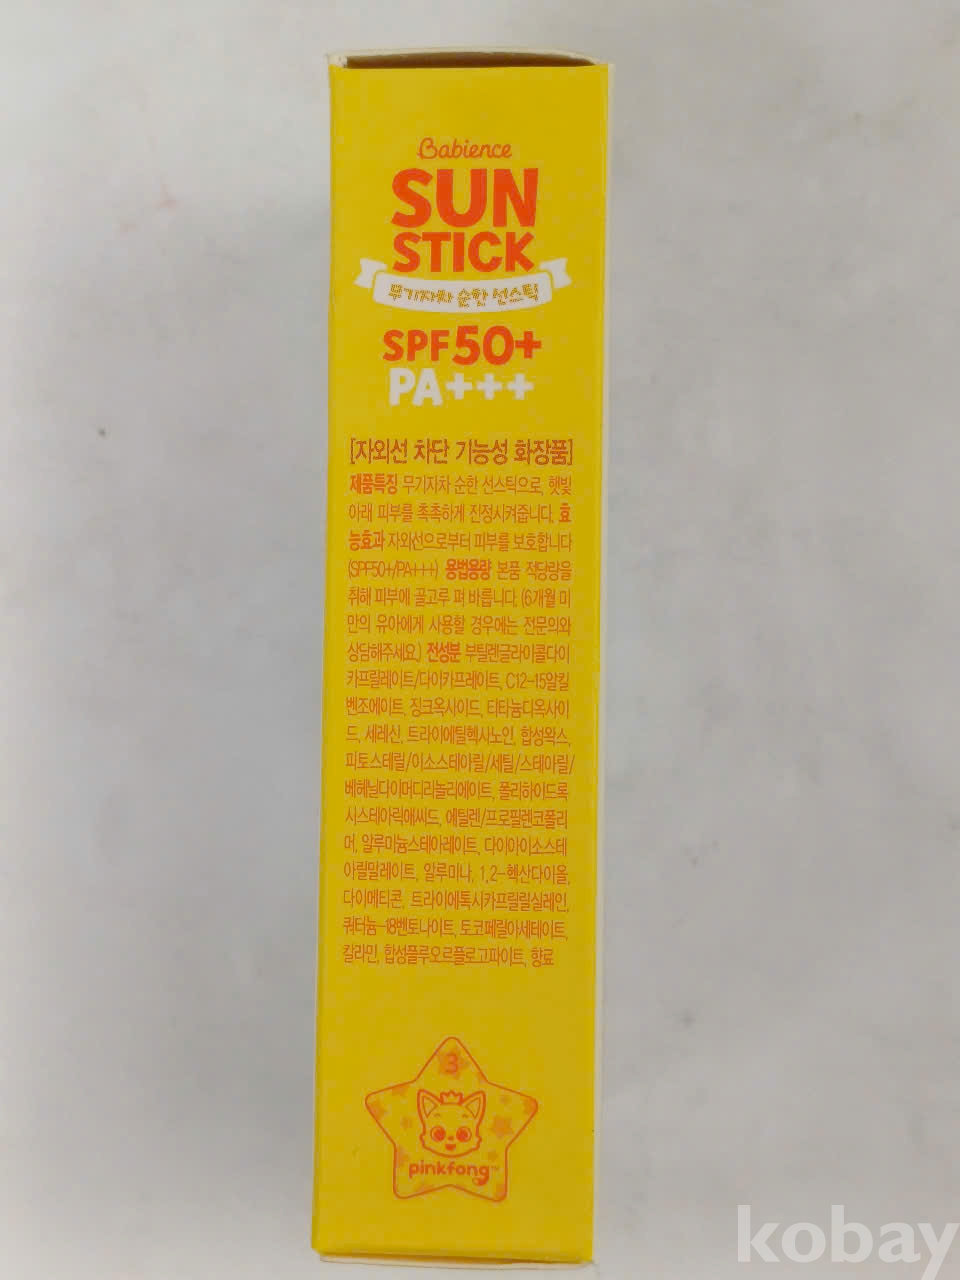 Babience
SUN
STICK
무기자차 순한 선스틱
SPF50+
PA+++
[자외선 차단 기능성 화장품]
제품특징 무기자차 순한 선스틱으로, 햇빛
아래 피부를 촉촉하게 진정시켜줍니다. 효
능효과 자외선으로부터 피부를 보호합니다
(SPF50+/PA+++) 용법용량 본품 적당량을
취해 피부에 골고루 펴 바릅니다. (6개월 미
만의 유아에게 사용할 경우에는 전문의와
상담해주세요.) 전성분 부틸렌글라이콜다이
카프릴레이트/다이카프레이트, C12-15알킬
벤조에이트, 징크옥사이드, 티타늄디옥사이
드, 세레신, 트라이에틸헥사노인, 합성왁스,
피토스테릴/이소스테아릴/세틸/스테아릴/
베헤닐다이머디리놀리에이트, 폴리하이드록
시스테아릭애씨드, 에틸렌/프로필렌코폴리
머, 알루미늄스테아레이트, 다이아이소스테
아릴말레이트, 알루미나, 1,2-헥산다이올,
다이메티콘, 트라이에톡시카프릴릴실레인,
쿼터늄-18벤토나이트, 토코페릴아세테이트,
칼라민, 합성플루오르플로고파이트, 향료
3
pinkfong™
kobay